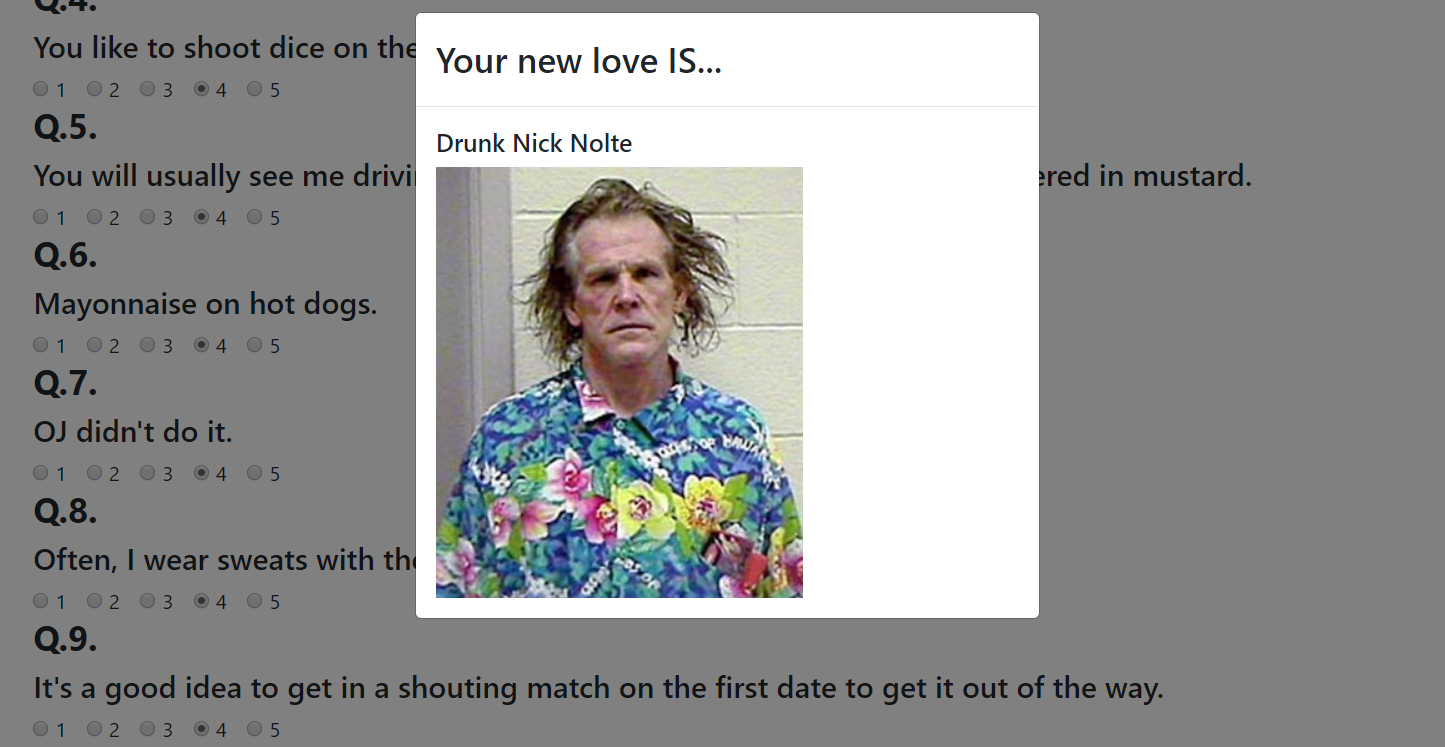 Q.4.
You like to shoot dice on the
1 2 3 4 5
Q.5.
You will usually see me drivi
ered in mustard.
1 2 3 4 5
Q.6.
Mayonnaise on hot dogs.
1 2 3 4 5
Q.7.
OJ didn't do it.
1 2 3 4 5
Q.8.
Often, I wear sweats with the
1 2 3 4 5
Q.9.
It's a good idea to get in a shouting match on the first date to get it out of the way.
1 2 3 4 5
Your new love IS...
Drunk Nick Nolte
OF HAWAII